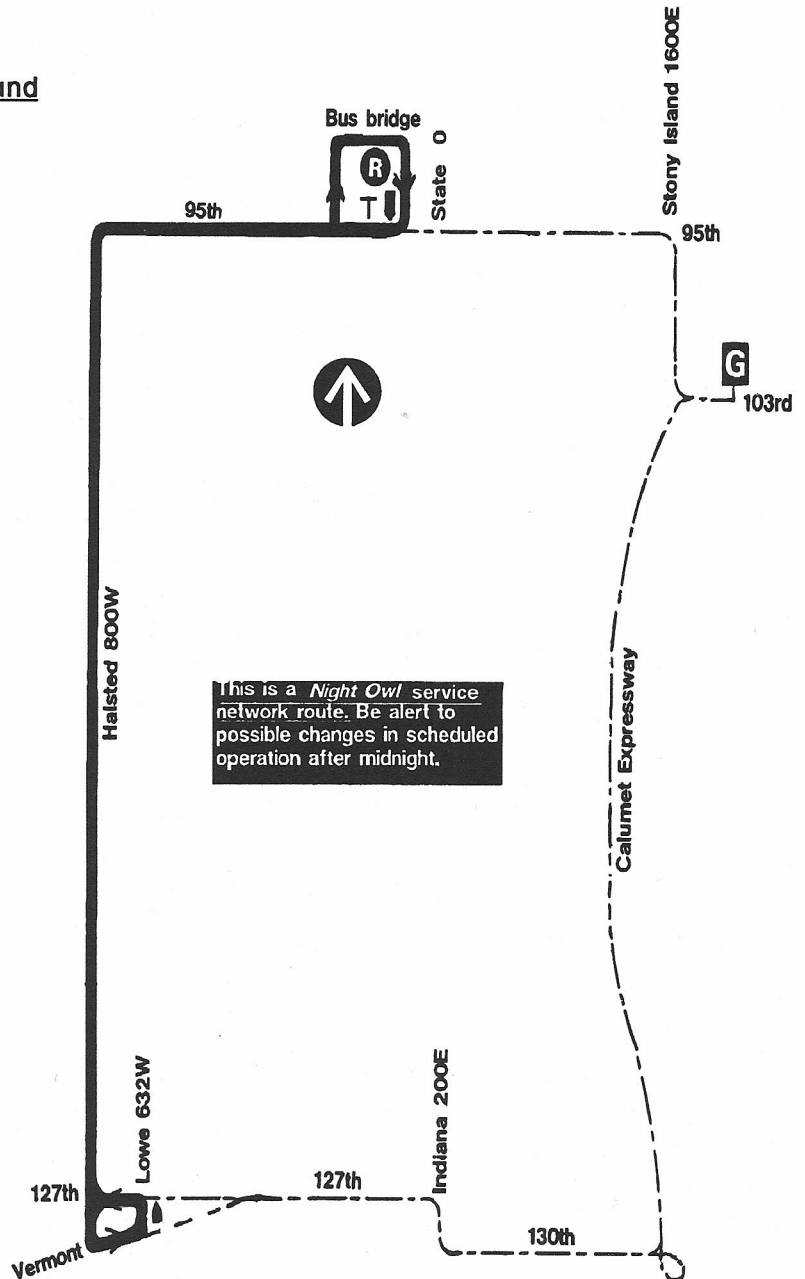 Stony Island 1600E
Bus bridge
R
T
State 0
95th
95th
G
103rd
Halsted 800W
This is a Night Owl service
network route. Be alert to
possible changes in scheduled
operation after midnight.
Calumet Expressway
Lowe 632W
Indiana 200E
127th
127th
130th
Vermont